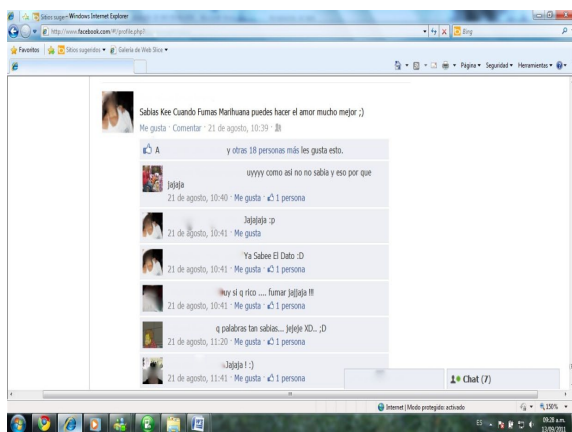 Sitios suge... Windows Internet Explorer
http://www.facebook.com/#!/profile.php?
Bing
Favoritos Sitios sugeridos Galería de Web Slice
Página Seguridad Herramientas
Sabias Kee Cuando Fumas Marihuana puedes hacer el amor mucho mejor ;)
Me gusta · Comentar · 21 de agosto, 10:39 ·
A y otras 18 personas más les gusta esto.
uyyyy como asi no no sabia y eso por que
jajaja
21 de agosto, 10:40 · Me gusta · 1 persona
Jajajaja :p
21 de agosto, 10:41 · Me gusta
Ya Sabee El Dato :D
21 de agosto, 10:41 · Me gusta · 1 persona
uy si q rico .... fumar jajjaja !!!
21 de agosto, 10:41 · Me gusta · 1 persona
q palabras tan sabias... jejeje XD.. ;D
21 de agosto, 11:20 · Me gusta · 1 persona
Jajaja ! :)
21 de agosto, 11:41 · Me gusta · 1 persona
Chat (7)
Internet | Modo protegido: activado
150%
ES
09:28 a.m.
13/09/2011